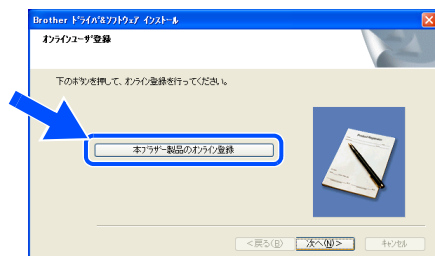 Brother ﾄﾞﾗｲﾊﾞ&ｿﾌﾄｳｪｱ ｲﾝｽﾄｰﾙ
ｵﾝﾗｲﾝﾕｰｻﾞ登録
下のﾎﾞﾀﾝを押して、ｵﾝﾗｲﾝ登録を行ってください。
本ﾌﾞﾗｻﾞｰ製品のｵﾝﾗｲﾝ登録
<戻る(B) 次へ(N)> ｷｬﾝｾﾙ